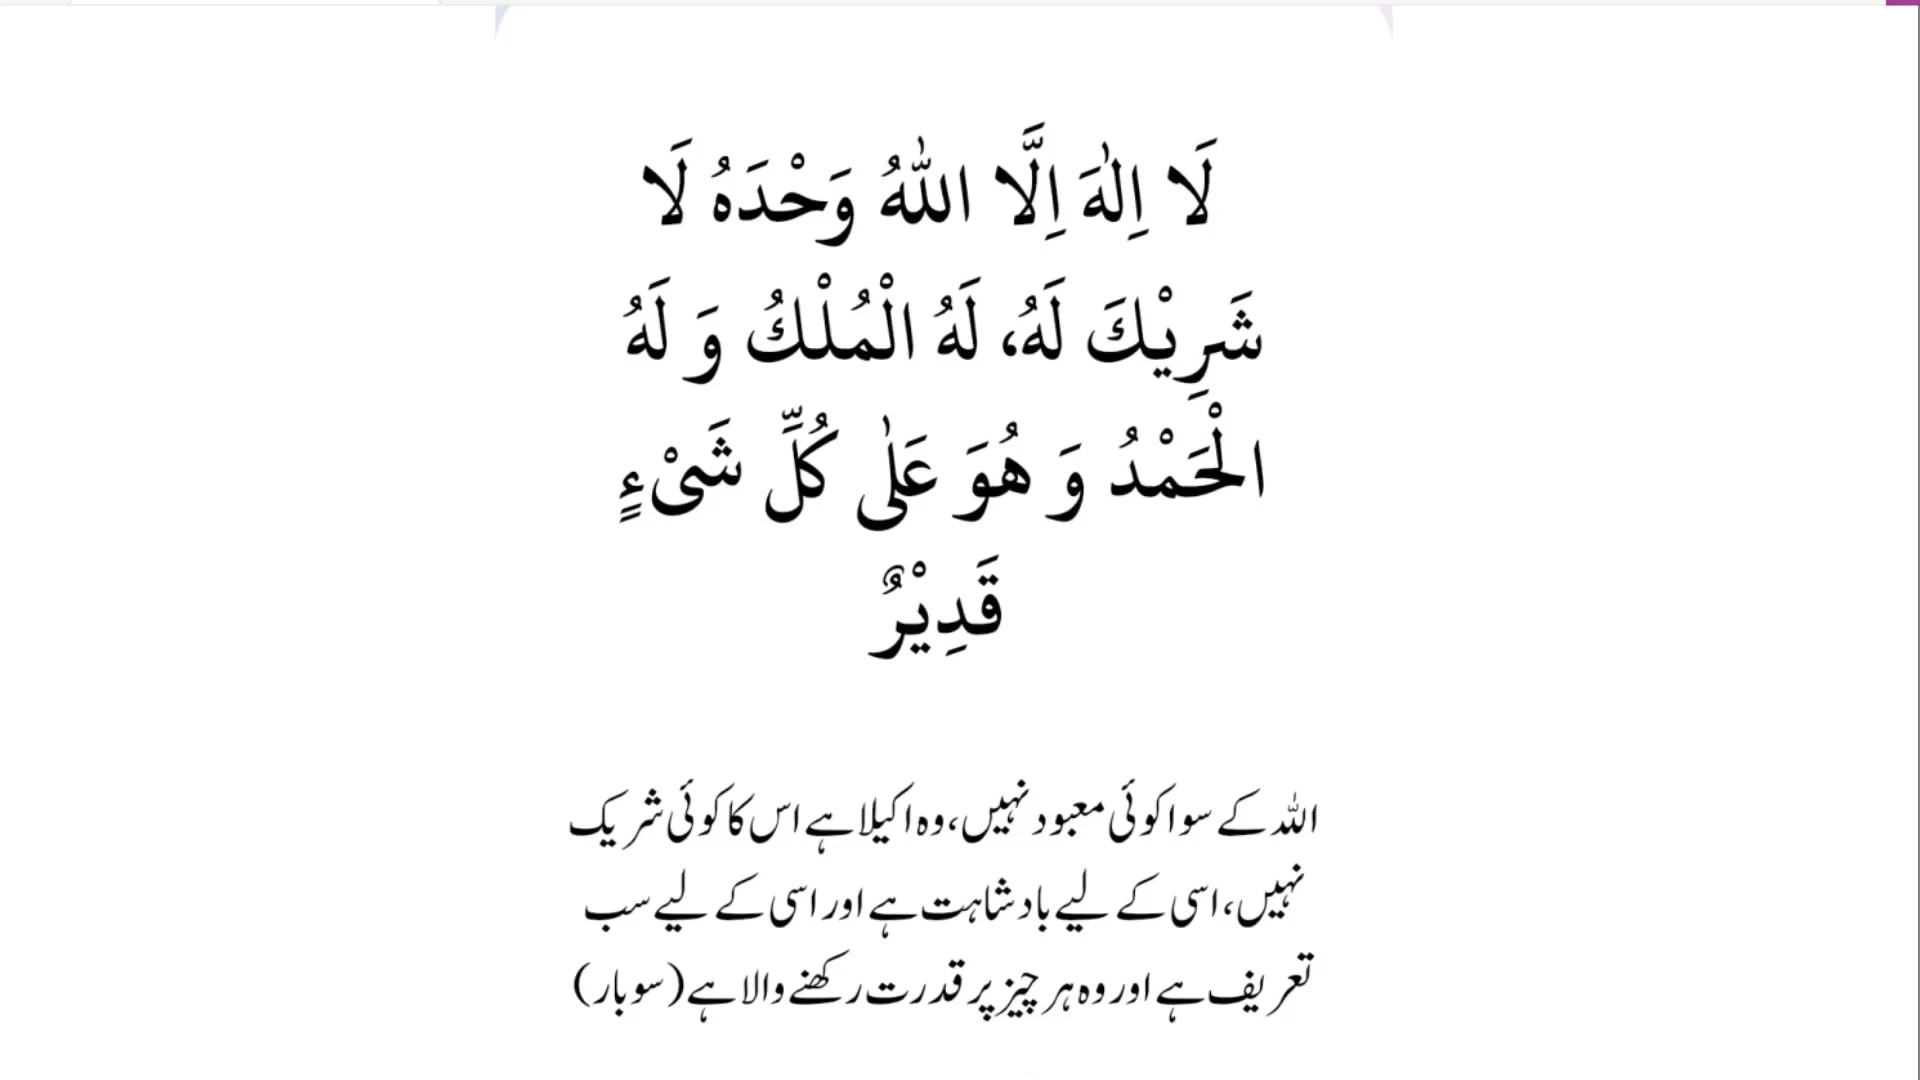 لَا اِلٰهَ اِلَّا اللّٰهُ وَحْدَهُ لَا
شَرِيْكَ لَهُ، لَهُ الْمُلْكُ وَ لَهُ
الْحَمْدُ وَ هُوَ عَلٰى كُلِّ شَىْءٍ
قَدِيْرٌ
اللہ کے سوا کوئی معبود نہیں، وہ اکیلا ہے اس کا کوئی شریک
نہیں، اسی کے لیے بادشاہت ہے اور اسی کے لیے سب
تعریف ہے اور وہ ہر چیز پر قدرت رکھنے والا ہے (سو بار)